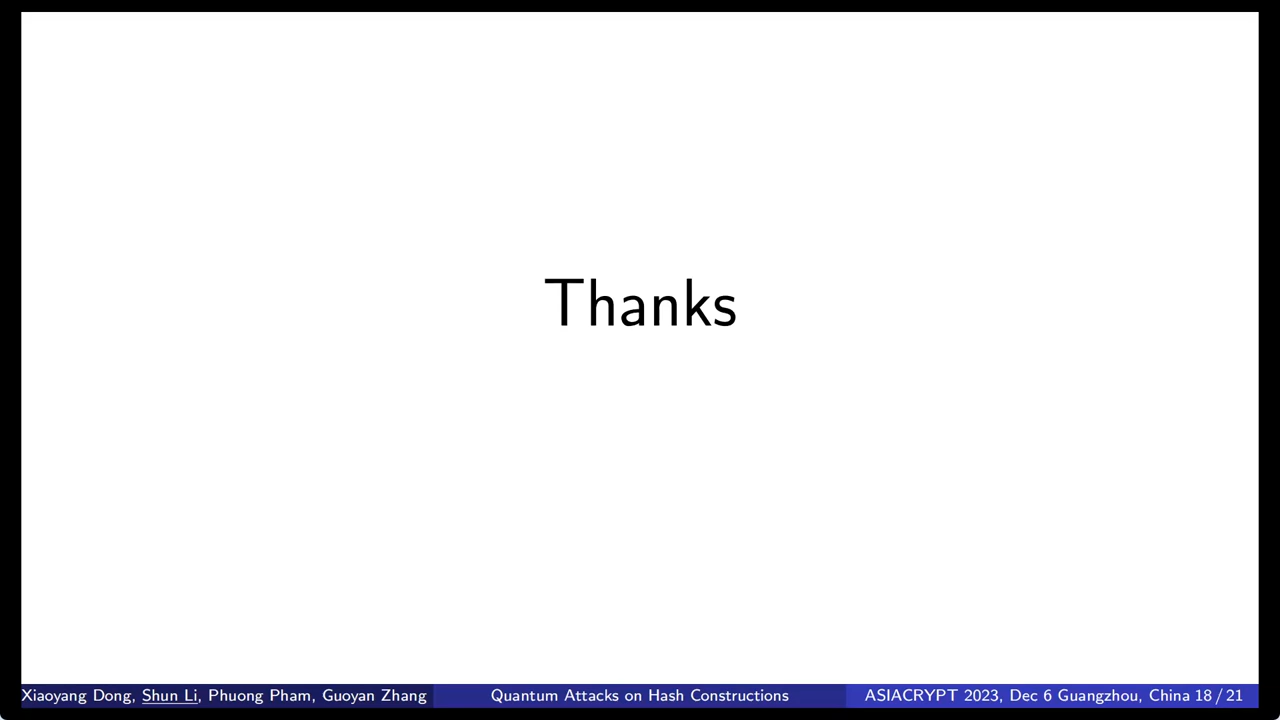 Thanks
Xiaoyang Dong, Shun Li, Phuong Pham, Guoyan Zhang
Quantum Attacks on Hash Constructions
ASIACRYPT 2023, Dec 6 Guangzhou, China 18 / 21